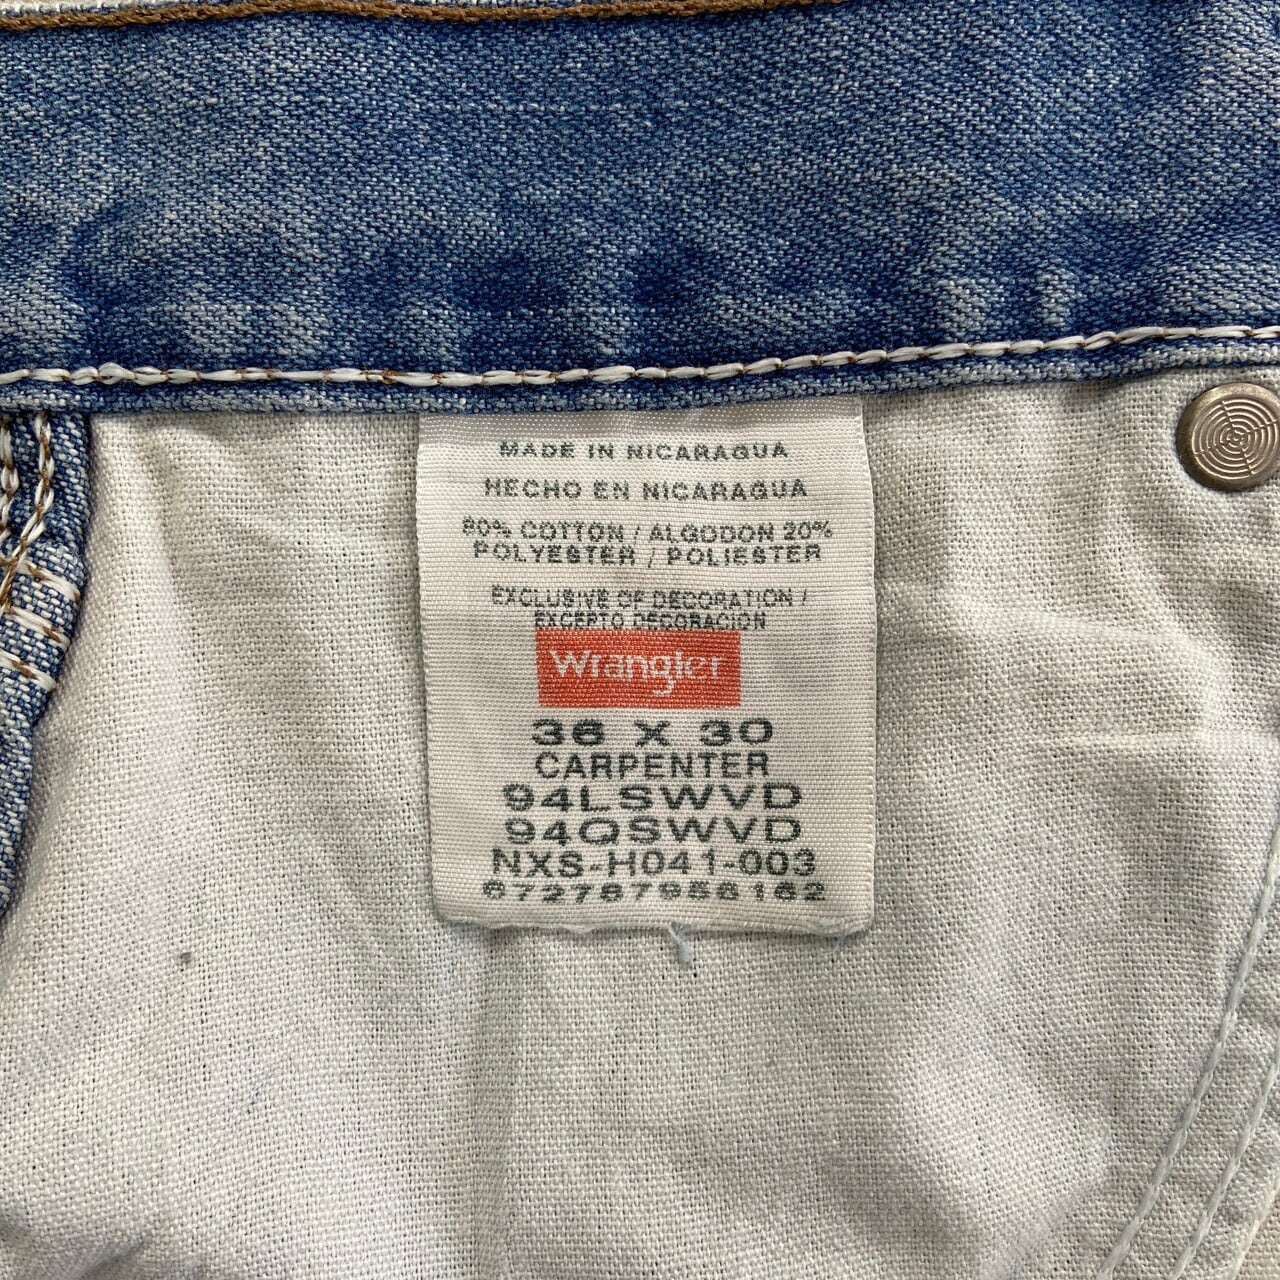 MADE IN NICARAGUA
HECHO EN NICARAGUA
80% COTTON / ALGODON 20%
POLYESTER / POLIESTER
EXCLUSIVE OF DECORATION /
EXCEPTO DECORACION
Wrangler
36 X 30
CARPENTER
94LSWVD
94QSWVD
NXS-H041-003
672787956162